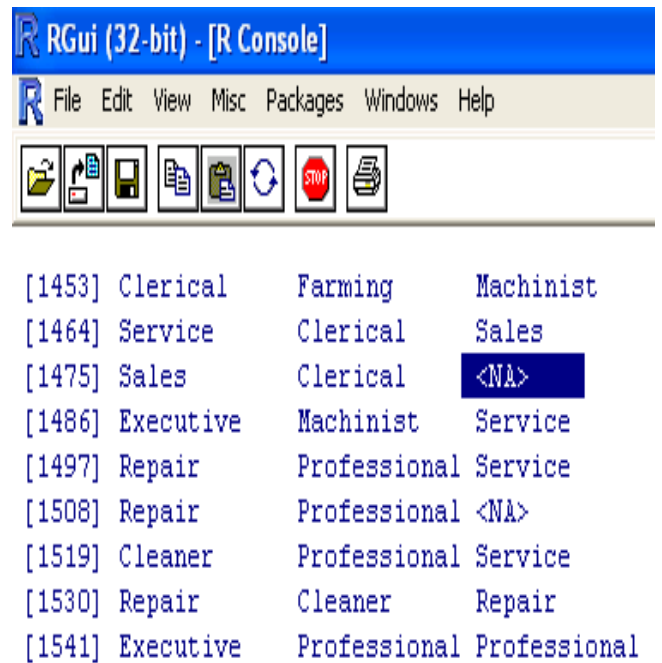 RGui (32-bit) - [R Console]
File Edit View Misc Packages Windows Help
STOP
[1453] Clerical Farming Machinist
[1464] Service Clerical Sales
[1475] Sales Clerical <NA>
[1486] Executive Machinist Service
[1497] Repair Professional Service
[1508] Repair Professional <NA>
[1519] Cleaner Professional Service
[1530] Repair Cleaner Repair
[1541] Executive Professional Professional